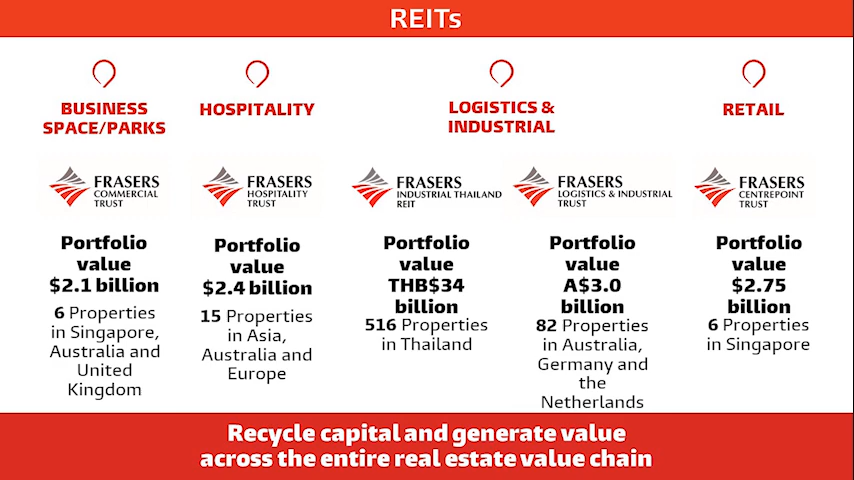 REITs
BUSINESS
SPACE/PARKS
FRASERS
COMMERCIAL
TRUST
Portfolio
value
$2.1 billion
6 Properties
in Singapore,
Australia and
United
Kingdom
HOSPITALITY
FRASERS
HOSPITALITY
TRUST
Portfolio
value
$2.4 billion
15 Properties
in Asia,
Australia and
Europe
LOGISTICS &
INDUSTRIAL
FRASERS
INDUSTRIAL THAILAND
REIT
Portfolio
value
THB$34
billion
516 Properties
in Thailand
FRASERS
LOGISTICS & INDUSTRIAL
TRUST
Portfolio
value
A$3.0
billion
82 Properties
in Australia,
Germany and
the
Netherlands
RETAIL
FRASERS
CENTREPOINT
TRUST
Portfolio
value
$2.75
billion
6 Properties
in Singapore
Recycle capital and generate value
across the entire real estate value chain